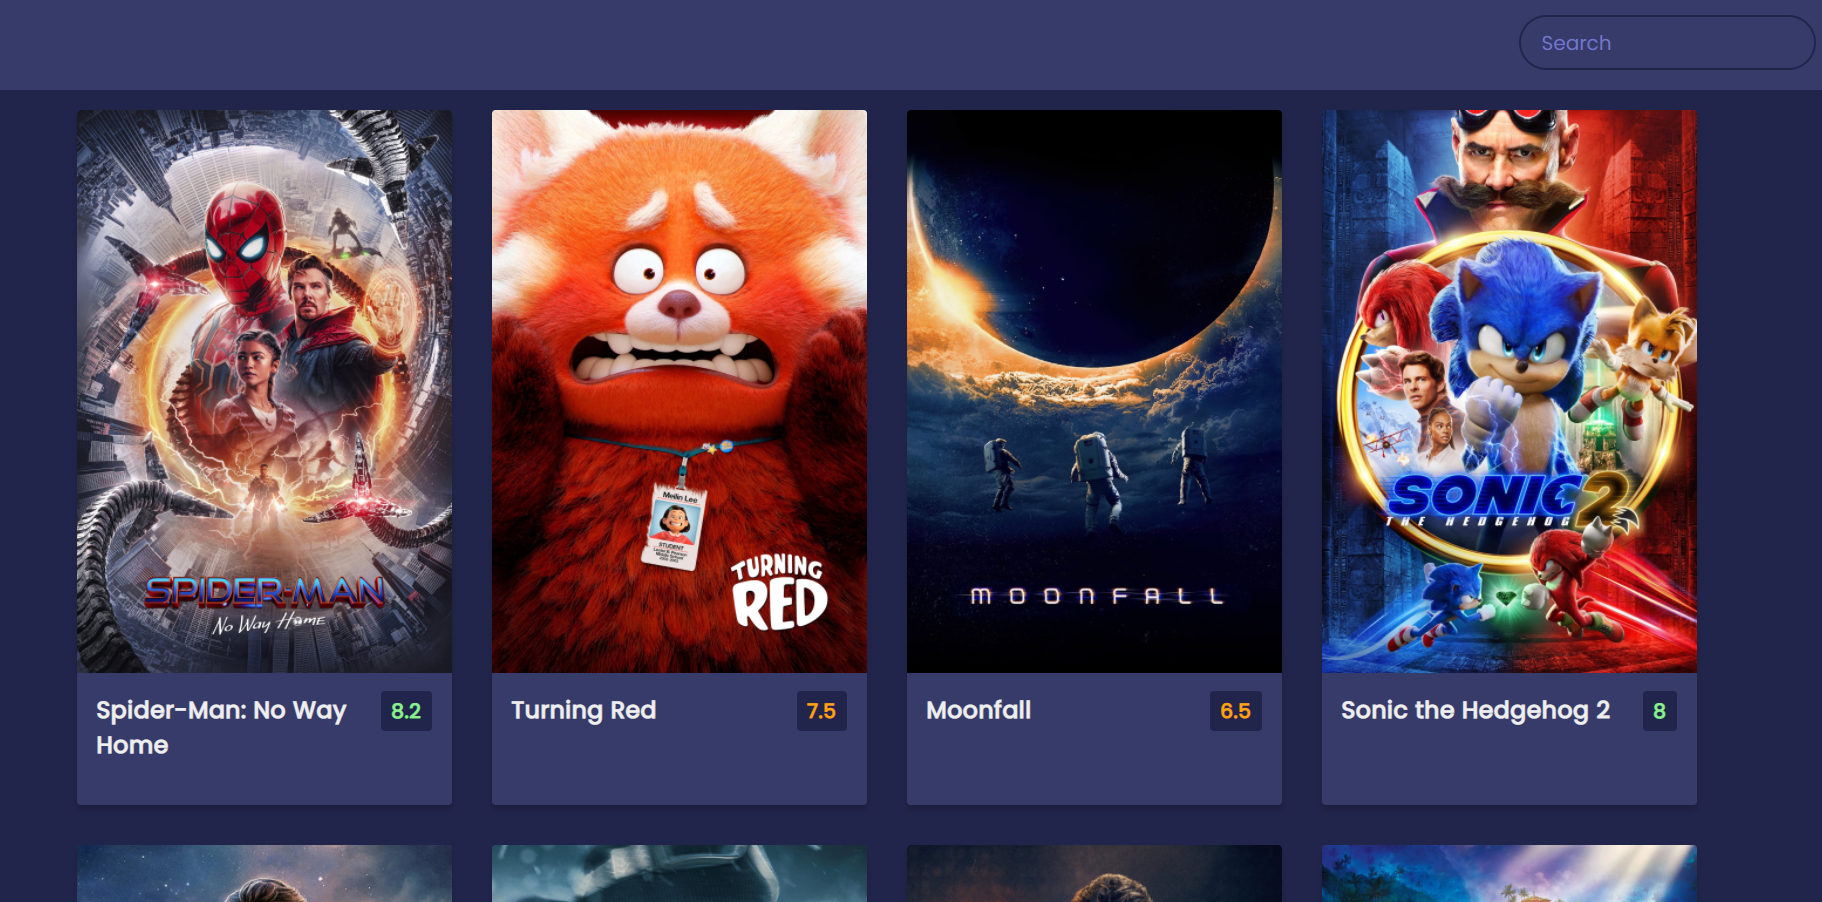 Search
SPIDER-MAN
No Way Home
Meilin Lee
STUDENT
TURNING
RED
MOONFALL
SONIC 2
THE HEDGEHOG
Spider-Man: No Way
Home
8.2
Turning Red
7.5
Moonfall
6.5
Sonic the Hedgehog 2
8